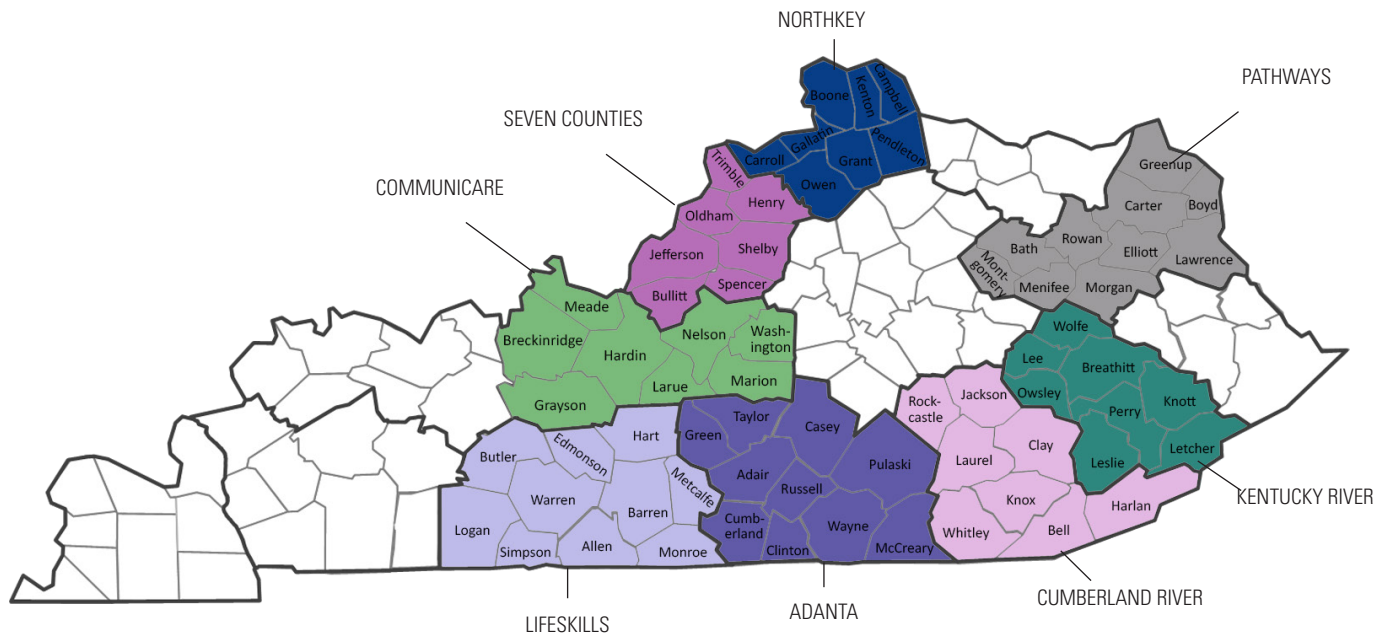 NORTHKEY
PATHWAYS
SEVEN COUNTIES
COMMUNICARE
Boone
Kenton
Campbell
Gallatin
Carroll
Grant
Pendleton
Owen
Trimble
Henry
Oldham
Jefferson
Shelby
Bullitt
Spencer
Greenup
Carter
Boyd
Rowan
Bath
Elliott
Lawrence
Mont-
gomery
Menifee
Morgan
Meade
Breckinridge
Hardin
Nelson
Wash-
ington
Larue
Marion
Grayson
Wolfe
Lee
Breathitt
Owsley
Perry
Knott
Leslie
Letcher
KENTUCKY RIVER
Rock-
castle
Jackson
Clay
Laurel
Knox
Harlan
Whitley
Bell
CUMBERLAND RIVER
Taylor
Casey
Green
Pulaski
Adair
Russell
Cumb-
erland
Wayne
Clinton
McCreary
ADANTA
Hart
Butler
Edmonson
Metcalfe
Warren
Barren
Logan
Simpson
Allen
Monroe
LIFESKILLS